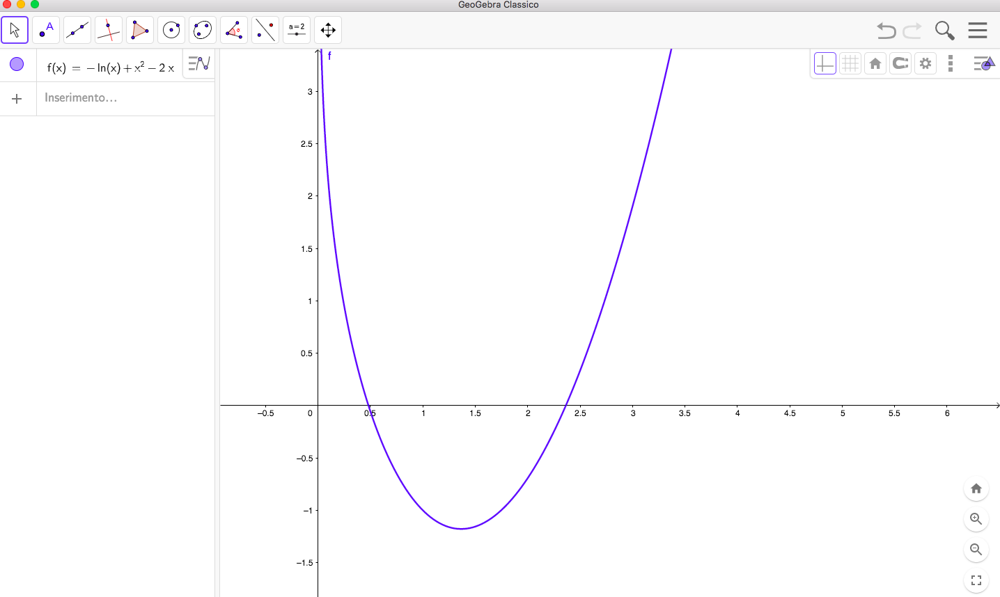 GeoGebra Classico
A
α
a=2
f(x) = −ln(x) + x² − 2 x
Inserimento…
f
3
2.5
2
1.5
1
0.5
−0.5 0 0.5 1 1.5 2 2.5 3 3.5 4 4.5 5 5.5 6
−0.5
−1
−1.5